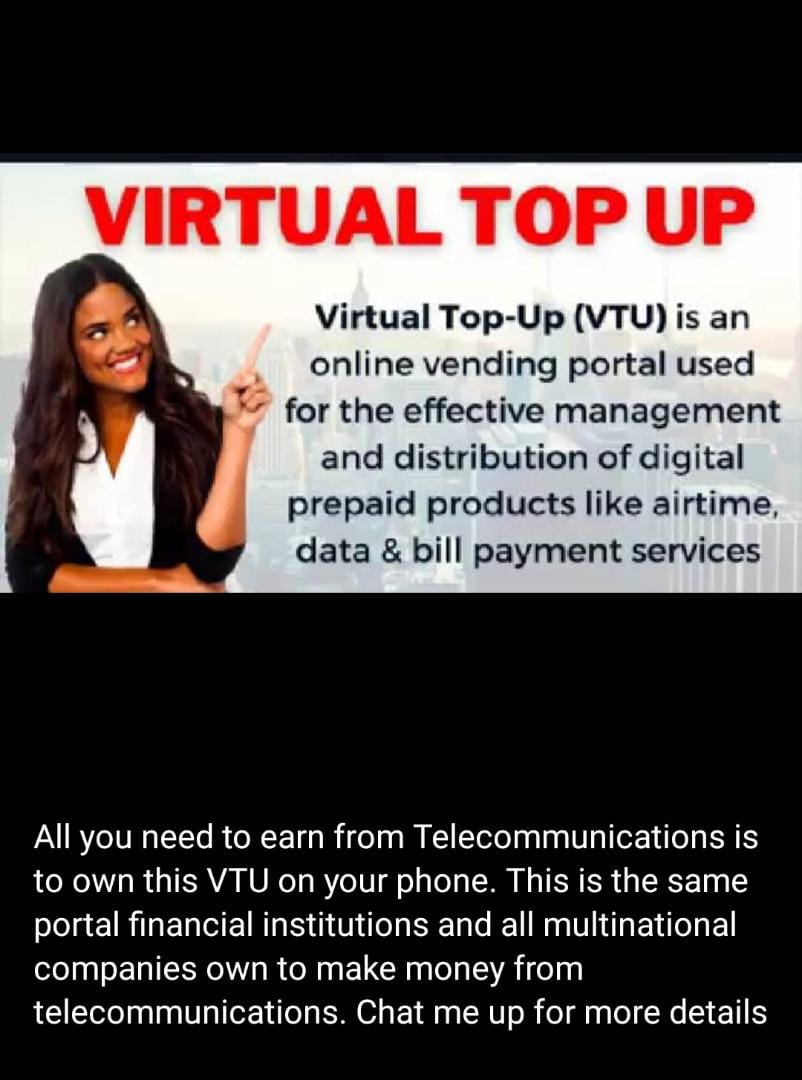 VIRTUAL TOP UP
Virtual Top-Up (VTU) is an
online vending portal used
for the effective management
and distribution of digital
prepaid products like airtime,
data & bill payment services
All you need to earn from Telecommunications is
to own this VTU on your phone. This is the same
portal financial institutions and all multinational
companies own to make money from
telecommunications. Chat me up for more details